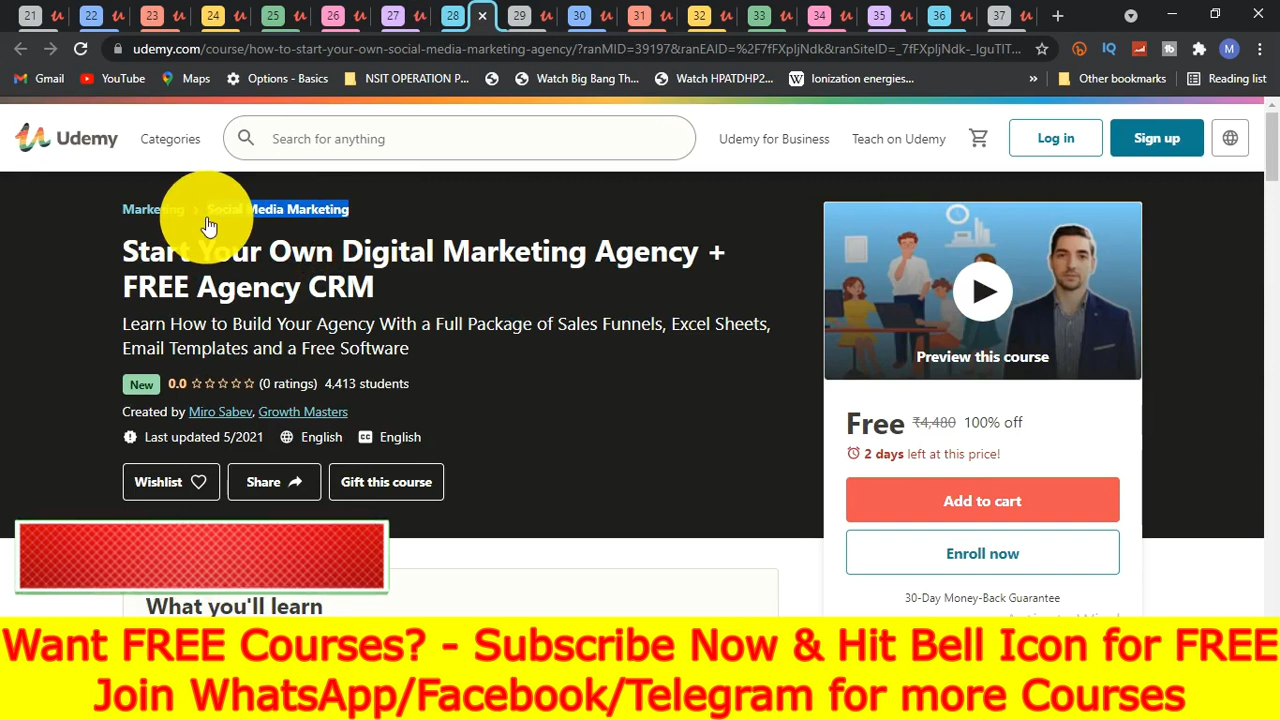 21 22 23 24 25 26 27 28 29 30 31 32 33 34 35 36 37
udemy.com/course/how-to-start-your-own-social-media-marketing-agency/?ranMID=39197&ranEAID=%2F7fFXpIjNdk&ranSiteID=_7fFXpIjNdk-_IguTIT...
IQ M
Gmail YouTube Maps Options - Basics NSIT OPERATION P... Watch Big Bang Th... Watch HPATDHP2... Ionization energies... » Other bookmarks Reading list
Udemy Categories Search for anything Udemy for Business Teach on Udemy Log in Sign up
Marketing > Social Media Marketing
Start Your Own Digital Marketing Agency +
FREE Agency CRM
Learn How to Build Your Agency With a Full Package of Sales Funnels, Excel Sheets,
Email Templates and a Free Software
New 0.0 (0 ratings) 4,413 students
Created by Miro Sabev, Growth Masters
Last updated 5/2021 English CC English
Wishlist Share Gift this course
Preview this course
Free ₹4,480 100% off
2 days left at this price!
Add to cart
Enroll now
30-Day Money-Back Guarantee
What you'll learn
Want FREE Courses? - Subscribe Now & Hit Bell Icon for FREE
Join WhatsApp/Facebook/Telegram for more Courses